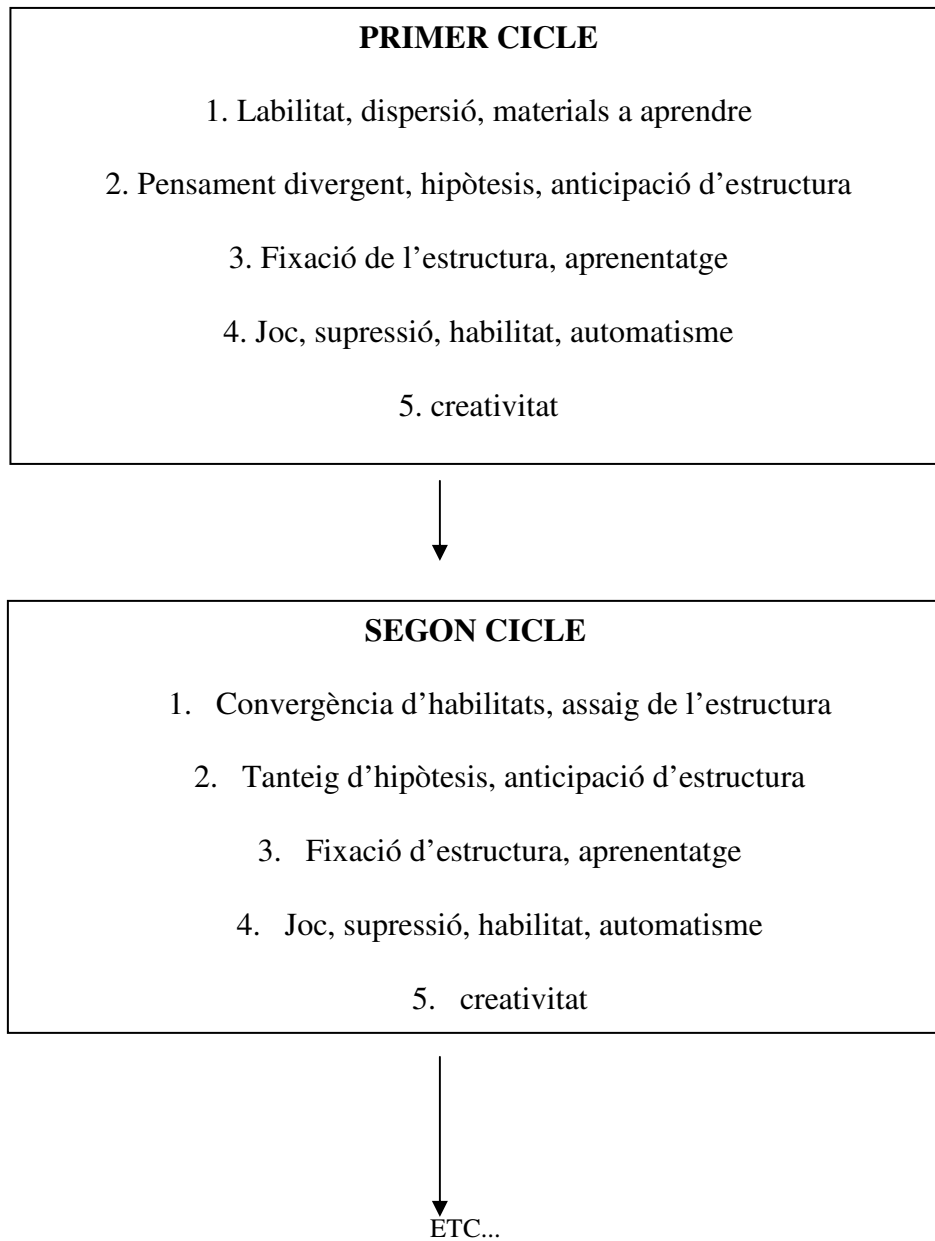 PRIMER CICLE
1. Labilitat, dispersió, materials a aprendre
2. Pensament divergent, hipòtesis, anticipació d’estructura
3. Fixació de l’estructura, aprenentatge
4. Joc, supressió, habilitat, automatisme
5. creativitat
SEGON CICLE
1. Convergència d’habilitats, assaig de l’estructura
2. Tanteig d’hipòtesis, anticipació d’estructura
3. Fixació d’estructura, aprenentatge
4. Joc, supressió, habilitat, automatisme
5. creativitat
ETC...